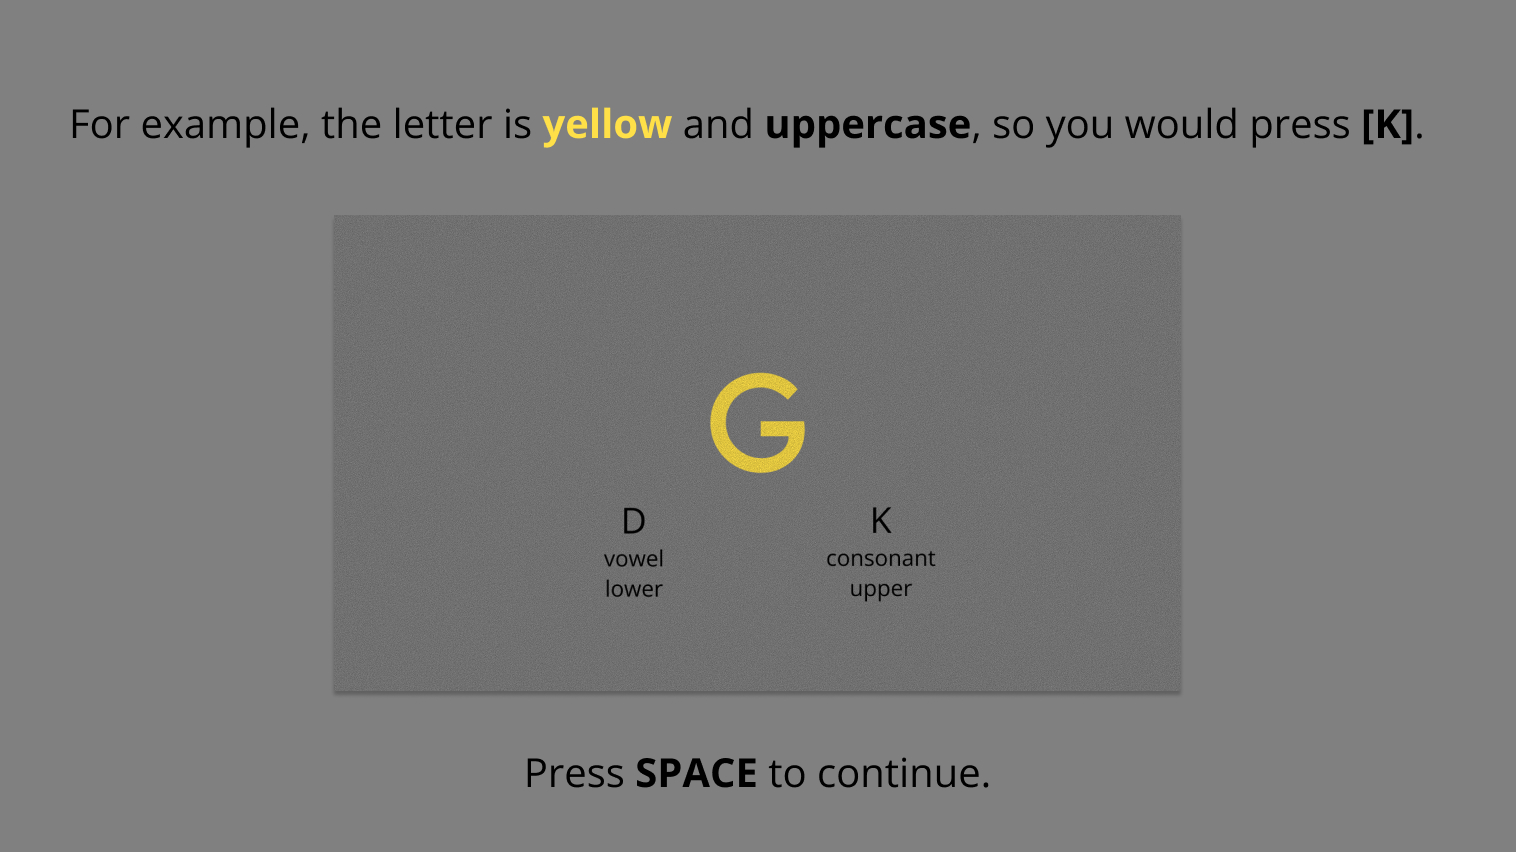 For example, the letter is yellow and uppercase, so you would press [K].
G
D K
vowel consonant
lower upper
Press SPACE to continue.